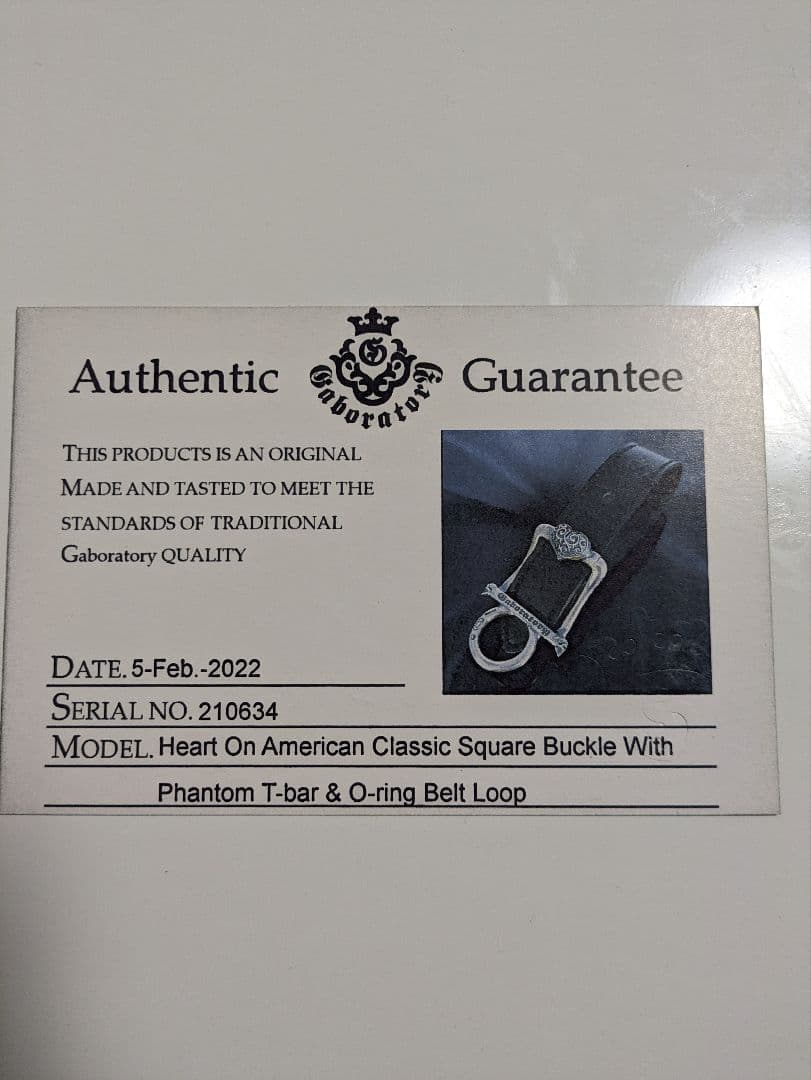 Authentic Gaboratory Guarantee
THIS PRODUCTS IS AN ORIGINAL
MADE AND TASTED TO MEET THE
STANDARDS OF TRADITIONAL
Gaboratory QUALITY
Gaboratory
DATE. 5-Feb.-2022
SERIAL NO. 210634
MODEL. Heart On American Classic Square Buckle With
Phantom T-bar & O-ring Belt Loop